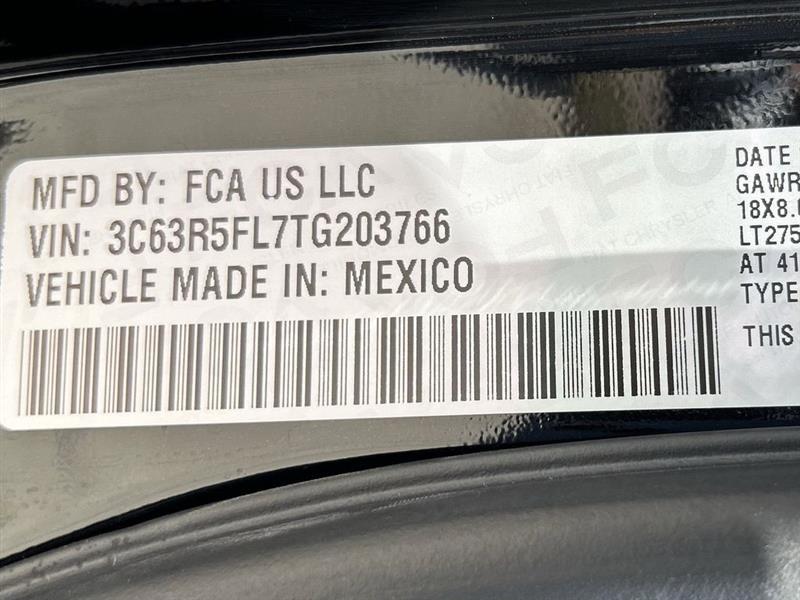 MFD BY: FCA US LLC
VIN: 3C63R5FL7TG203766
VEHICLE MADE IN: MEXICO
DATE
GAWR
18X8.
LT275
AT 41
TYPE
THIS